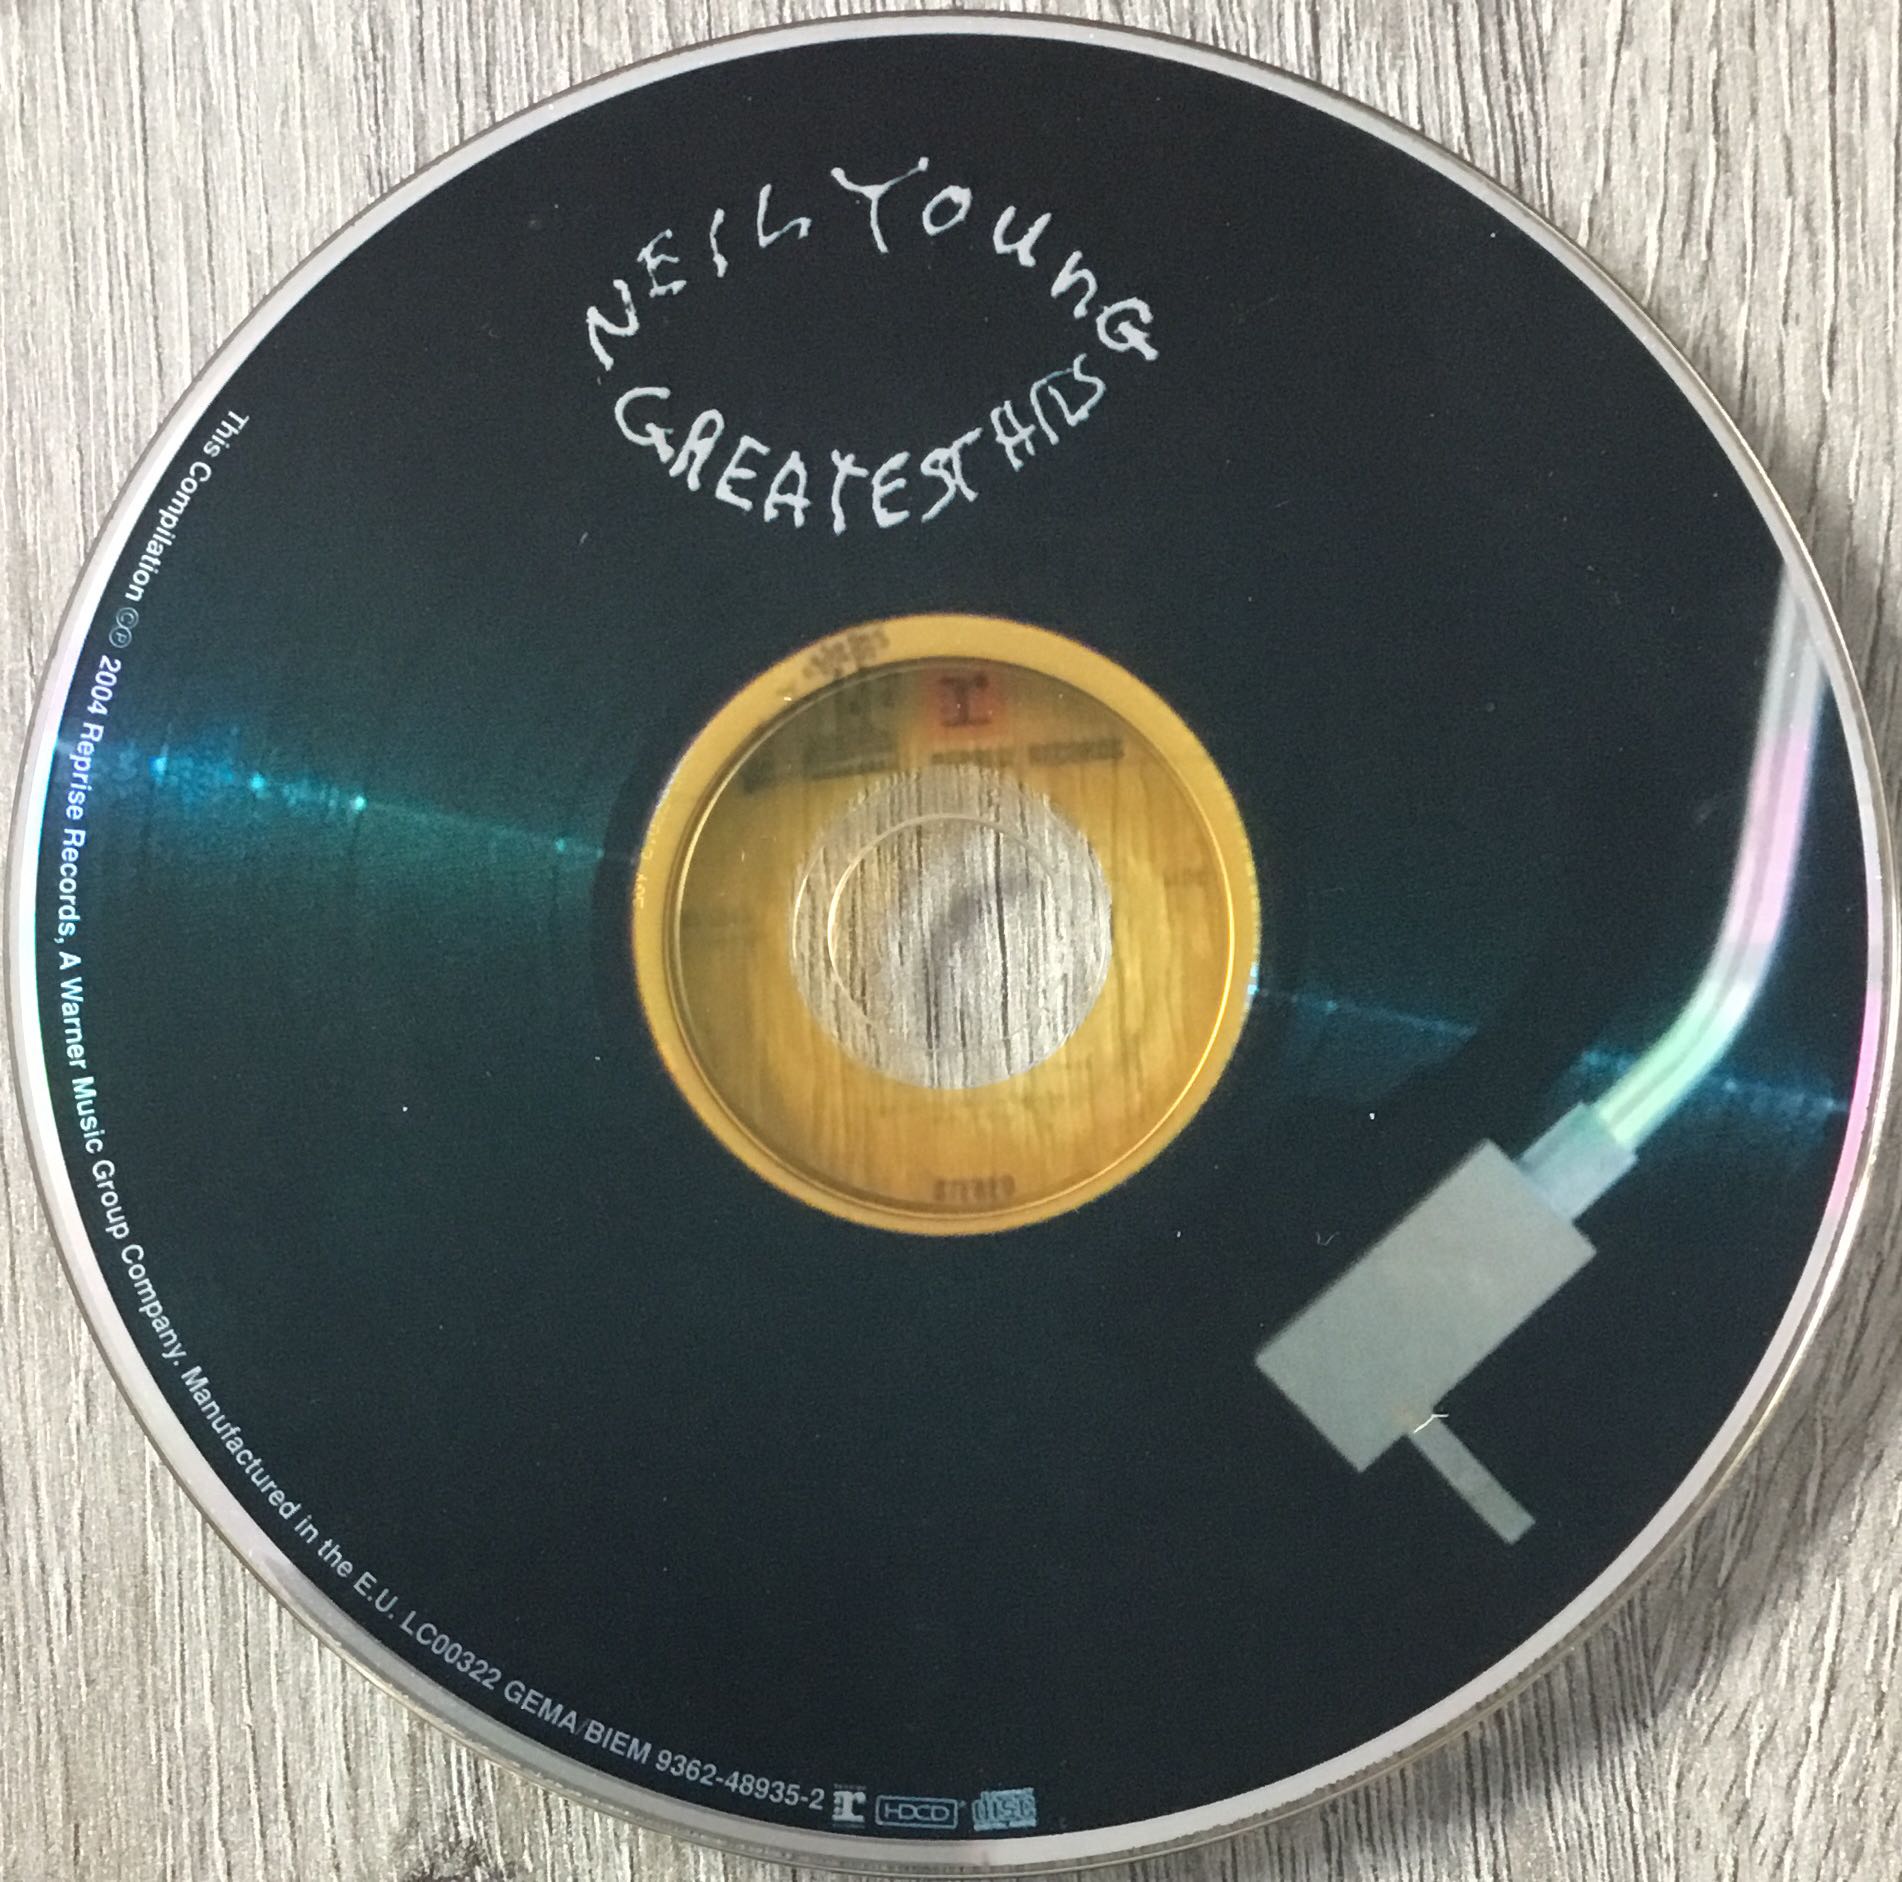 NEIL YOUNG
GREATEST HITS
This Compilation ©℗ 2004 Reprise Records, A Warner Music Group Company. Manufactured in the E.U. LC00322 GEMA/BIEM 9362-48935-2 r HDCD disc
STEREO